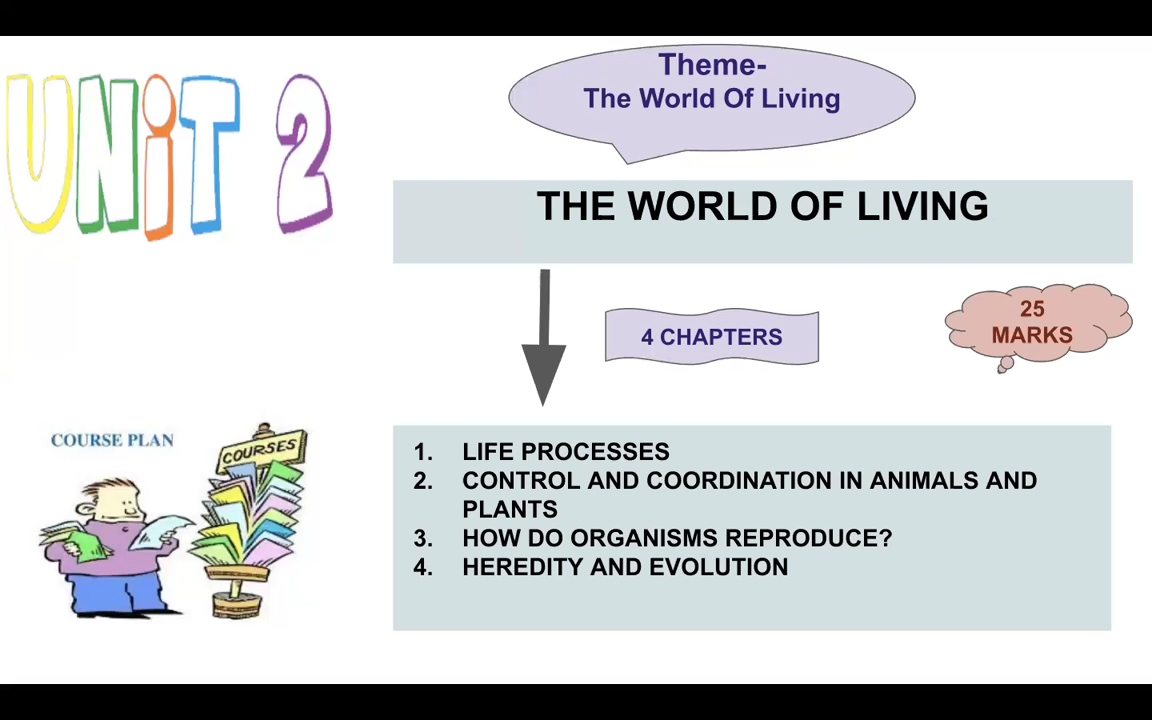 UNiT 2
Theme-
The World Of Living
THE WORLD OF LIVING
4 CHAPTERS
25
MARKS
COURSE PLAN
COURSES
1. LIFE PROCESSES
2. CONTROL AND COORDINATION IN ANIMALS AND
PLANTS
3. HOW DO ORGANISMS REPRODUCE?
4. HEREDITY AND EVOLUTION